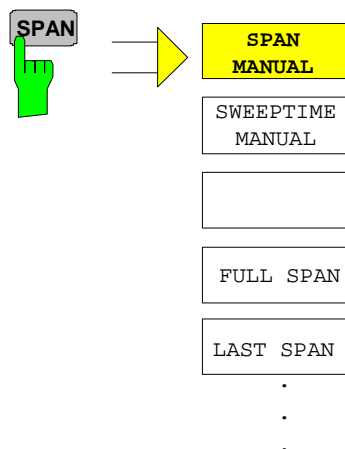 SPAN
SPAN
MANUAL
SWEEPTIME
MANUAL
FULL SPAN
LAST SPAN
.
.
.